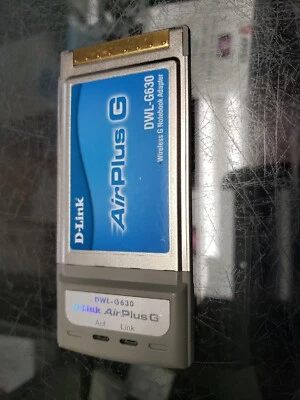 D-Link
AirPlus G
DWL-G630
Wireless G Notebook Adapter
DWL-G630
D-Link AirPlus G
Act Link